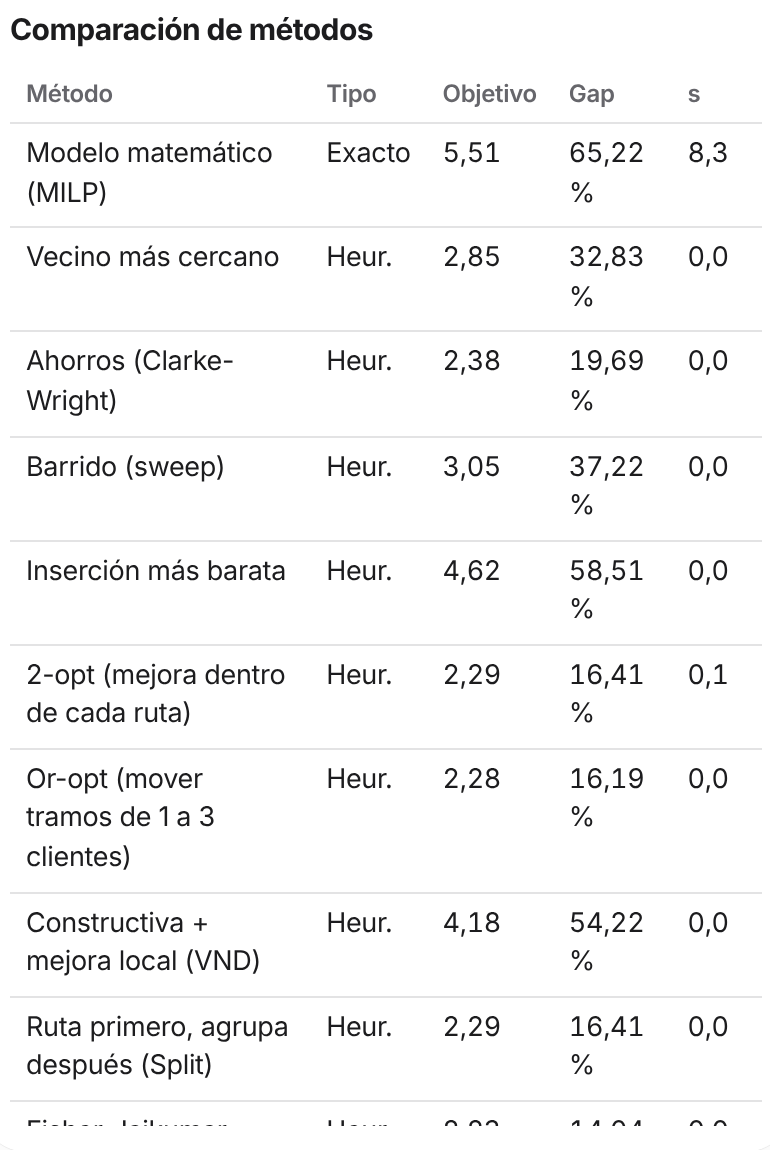 Comparación de métodos
Método Tipo Objetivo Gap s
Modelo matemático Exacto 5,51 65,22 8,3
(MILP) %
Vecino más cercano Heur. 2,85 32,83 0,0
%
Ahorros (Clarke- Heur. 2,38 19,69 0,0
Wright) %
Barrido (sweep) Heur. 3,05 37,22 0,0
%
Inserción más barata Heur. 4,62 58,51 0,0
%
2-opt (mejora dentro Heur. 2,29 16,41 0,1
de cada ruta) %
Or-opt (mover Heur. 2,28 16,19 0,0
tramos de 1 a 3 %
clientes)
Constructiva + Heur. 4,18 54,22 0,0
mejora local (VND) %
Ruta primero, agrupa Heur. 2,29 16,41 0,0
después (Split) %